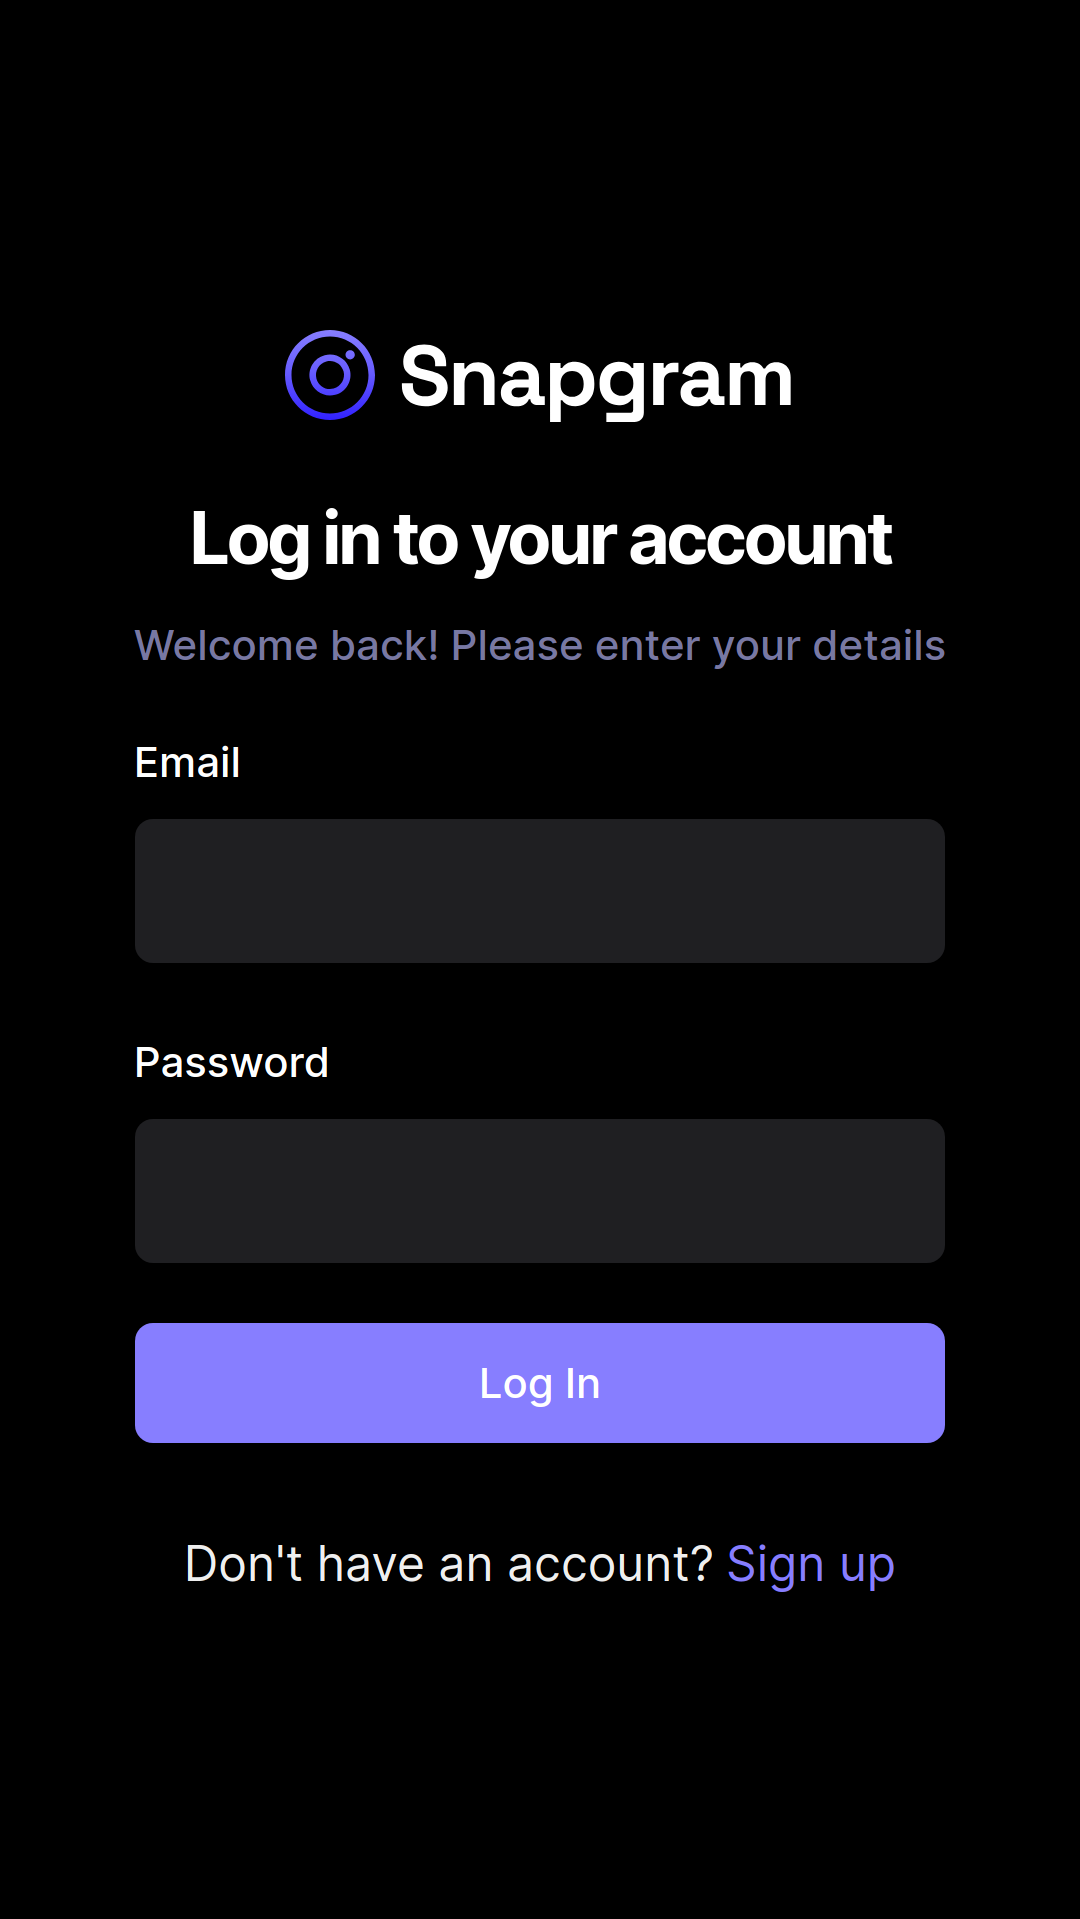 Snapgram
Log in to your account
Welcome back! Please enter your details
Email
Password
Log In
Don't have an account? Sign up